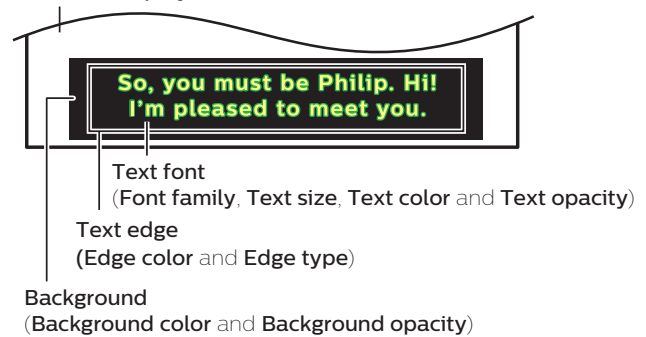 So, you must be Philip. Hi!
I'm pleased to meet you.
Text font
(Font family, Text size, Text color and Text opacity)
Text edge
(Edge color and Edge type)
Background
(Background color and Background opacity)